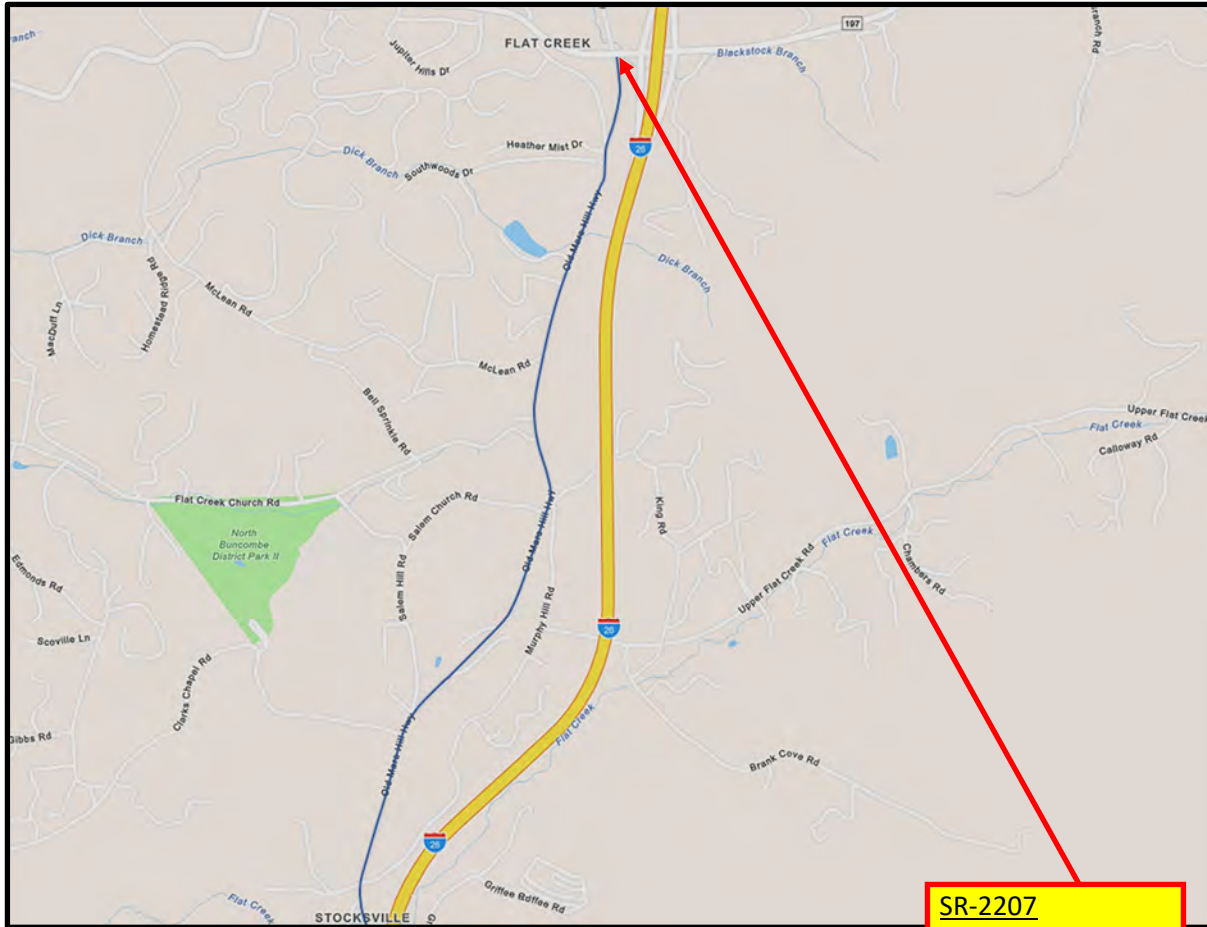 197
Branch Rd
anch
FLAT CREEK
Blackstock Branch
Jupiter Hills Dr
26
Heather Mist Dr
Dick Branch
Southwoods Dr
Old Mars Hill Hwy
Dick Branch
Dick Branch
McLean Rd
Homestead Ridge Rd
MacDuff Ln
McLean Rd
Bell Sprinkle Rd
Upper Flat Creek
Flat Creek
Calloway Rd
Flat Creek Church Rd
Salem Church Rd
Old Mars Hill Hwy
King Rd
North
Buncombe
District Park II
Flat Creek
Chambers Rd
Edmonds Rd
Salem Hill Rd
Upper Flat Creek Rd
Murphy Hill Rd
26
Scoville Ln
Clarks Chapel Rd
Flat Creek
Gibbs Rd
Old Mars Hill Hwy
Brank Cove Rd
26
Griffee Rdffee Rd
Flat Creek
STOCKSVILLE
Gr
SR-2207